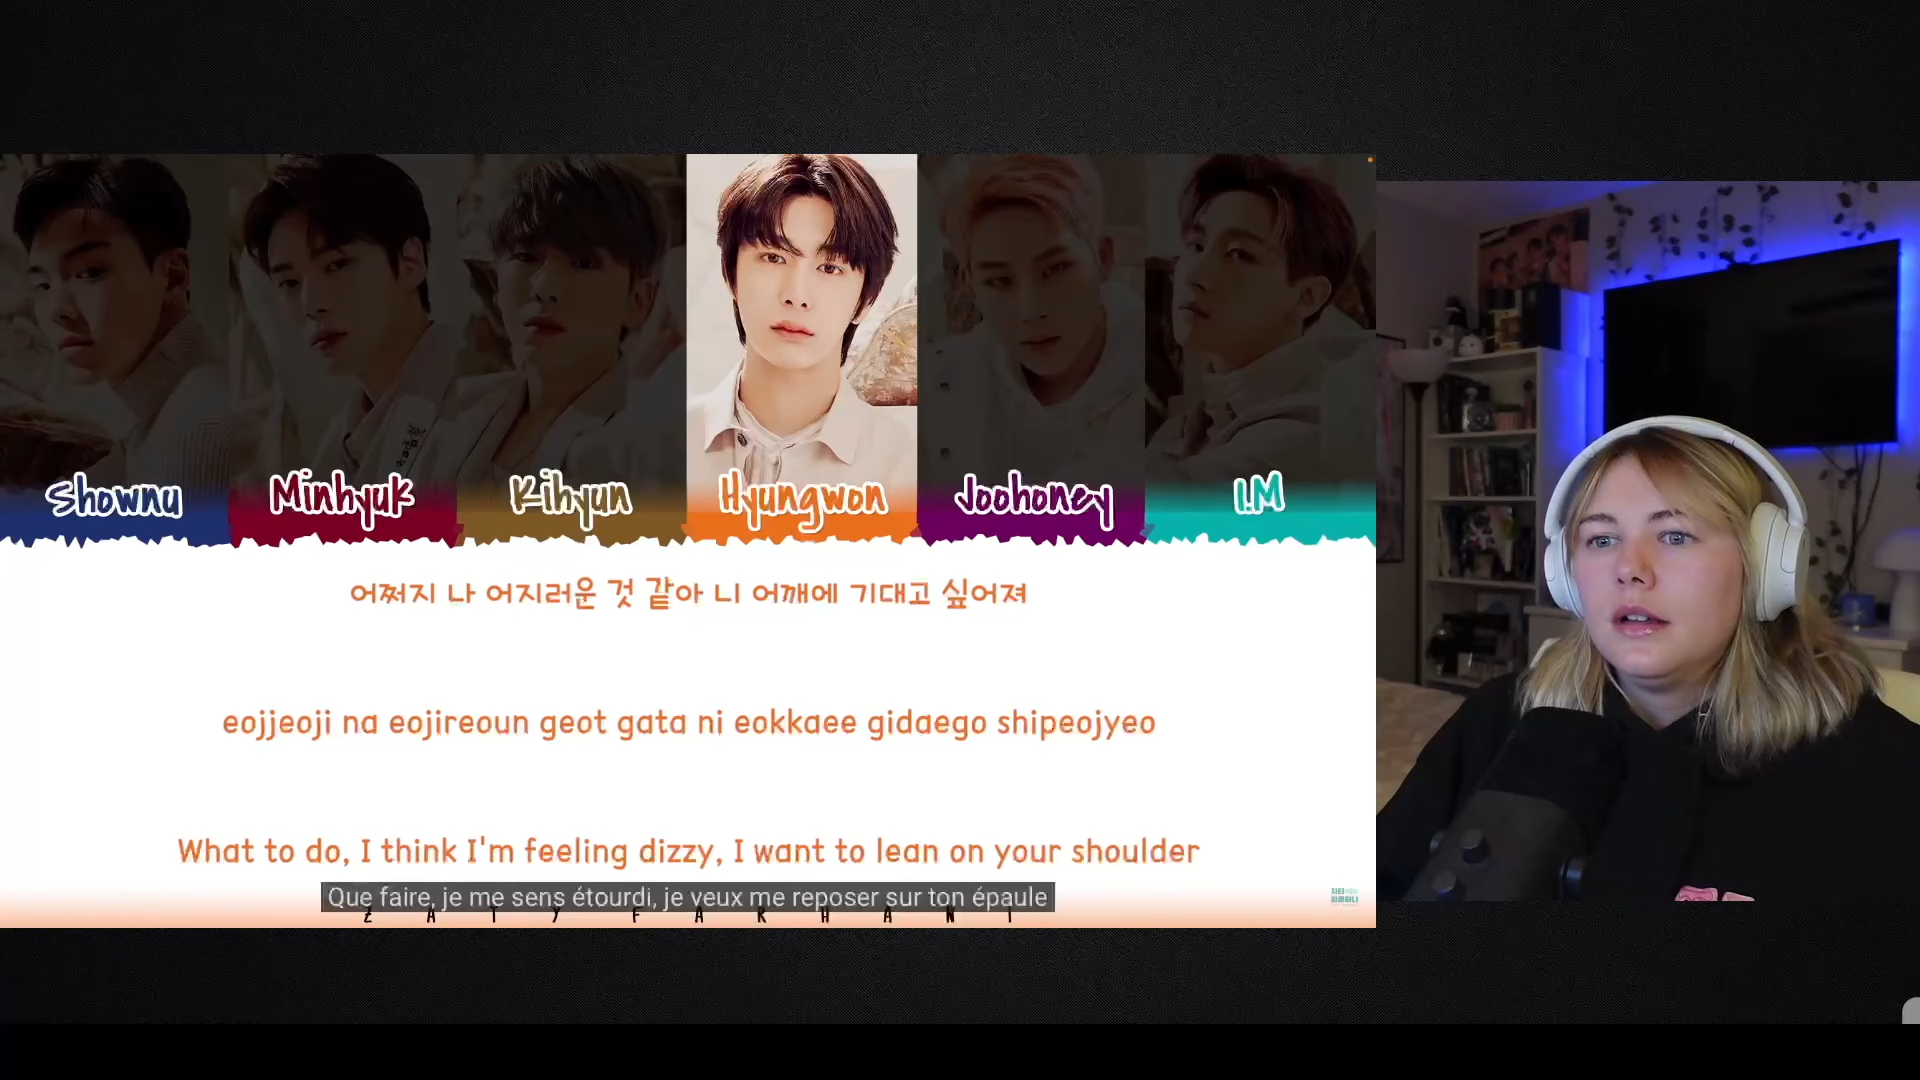 Shownu
Minhyuk
Kihyun
Hyungwon
Joohoney
I.M
어쩌지 나 어지러운 것 같아 니 어깨에 기대고 싶어져
eojjeoji na eojireoun geot gata ni eokkaee gidaego shipeojyeo
What to do, I think I'm feeling dizzy, I want to lean on your shoulder
Que faire, je me sens étourdi, je veux me reposer sur ton épaule
Z A T Y F A R H A N I